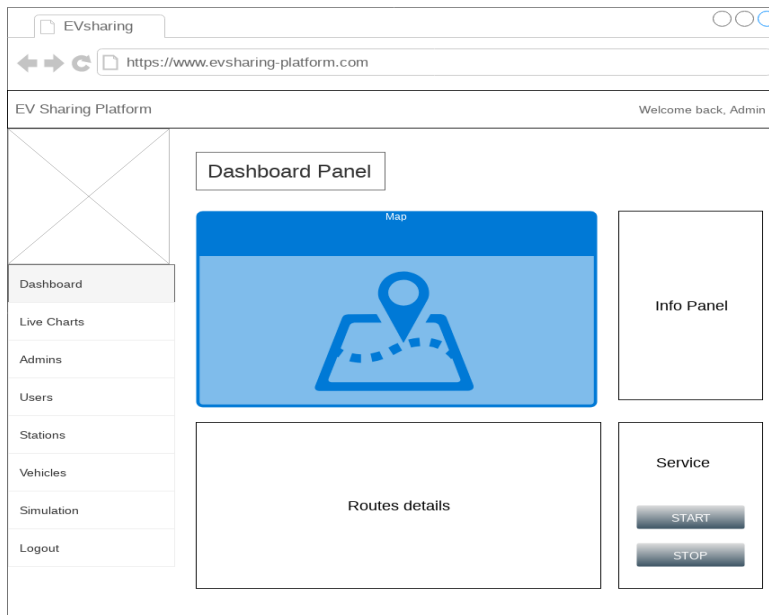 EVsharing
https://www.evsharing-platform.com
EV Sharing Platform
Welcome back, Admin
Dashboard Panel
Map
Info Panel
Dashboard
Live Charts
Admins
Users
Stations
Vehicles
Simulation
Logout
Routes details
Service
START
STOP